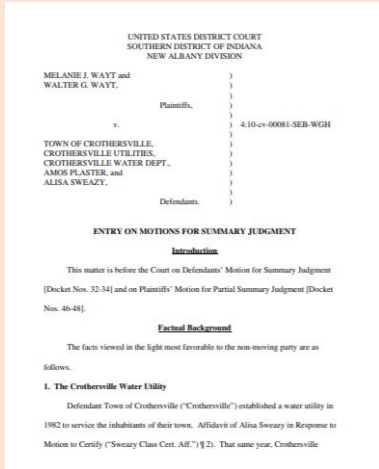 UNITED STATES DISTRICT COURT
SOUTHERN DISTRICT OF INDIANA
NEW ALBANY DIVISION
MELANIE J. WAYT and )
WALTER G. WAYT, )
)
Plaintiffs, )
)
v. ) 4:10-cv-00081-SEB-WGH
)
TOWN OF CROTHERSVILLE, )
CROTHERSVILLE UTILITIES, )
CROTHERSVILLE WATER DEPT., )
AMOS PLASTER, and )
ALISA SWEAZY, )
)
Defendants. )
ENTRY ON MOTIONS FOR SUMMARY JUDGMENT
Introduction
This matter is before the Court on Defendants' Motion for Summary Judgment
[Docket Nos. 32-34] and on Plaintiffs' Motion for Partial Summary Judgment [Docket
Nos. 46-48].
Factual Background
The facts viewed in the light most favorable to the non-moving party are as
follows.
1. The Crothersville Water Utility
Defendant Town of Crothersville ("Crothersville") established a water utility in
1982 to service the inhabitants of their town. Affidavit of Alisa Sweazy in Response to
Motion to Certify ("Sweazy Class Cert. Aff.") ¶ 2). That same year, Crothersville